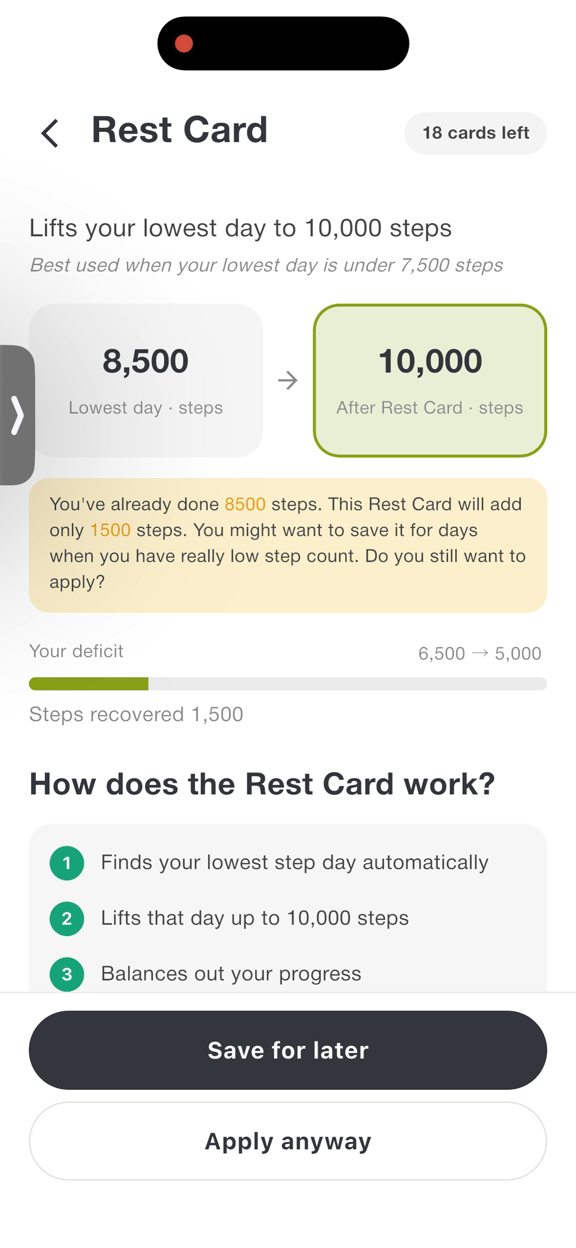 Rest Card
18 cards left
Lifts your lowest day to 10,000 steps
Best used when your lowest day is under 7,500 steps
8,500
Lowest day · steps
→
10,000
After Rest Card · steps
You've already done 8500 steps. This Rest Card will add
only 1500 steps. You might want to save it for days
when you have really low step count. Do you still want to
apply?
Your deficit
6,500 → 5,000
Steps recovered 1,500
How does the Rest Card work?
1 Finds your lowest step day automatically
2 Lifts that day up to 10,000 steps
3 Balances out your progress
Save for later
Apply anyway